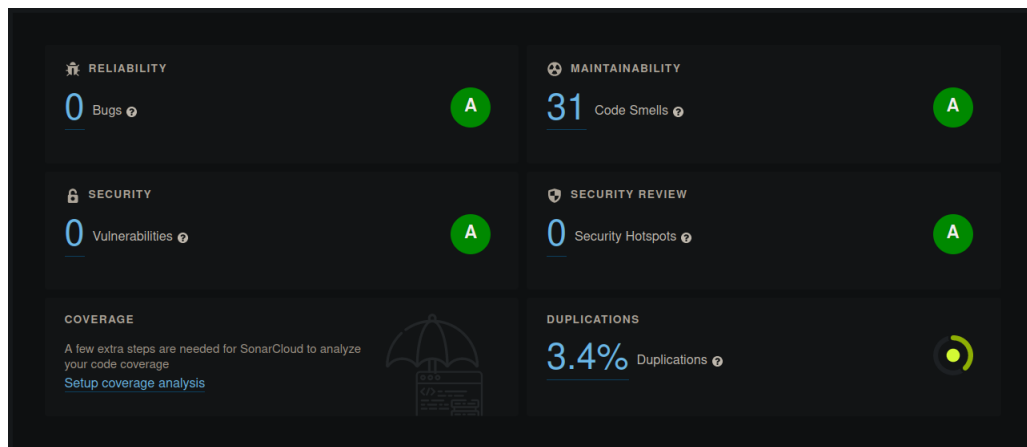 RELIABILITY
0 Bugs ?
A
MAINTAINABILITY
31 Code Smells ?
A
SECURITY
0 Vulnerabilities ?
A
SECURITY REVIEW
0 Security Hotspots ?
A
COVERAGE
A few extra steps are needed for SonarCloud to analyze
your code coverage
Setup coverage analysis
DUPLICATIONS
3.4% Duplications ?